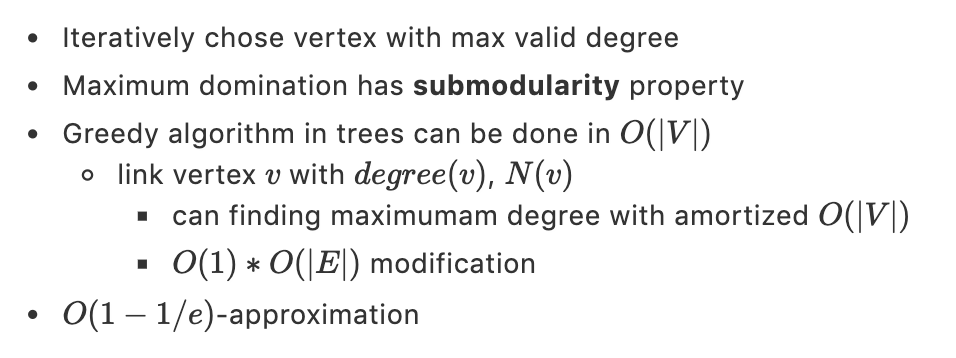 • Iteratively chose vertex with max valid degree
• Maximum domination has submodularity property
• Greedy algorithm in trees can be done in O(|V|)
◦ link vertex v with degree(v), N(v)
▪ can finding maximumam degree with amortized O(|V|)
▪ O(1) * O(|E|) modification
• O(1 − 1/e)-approximation